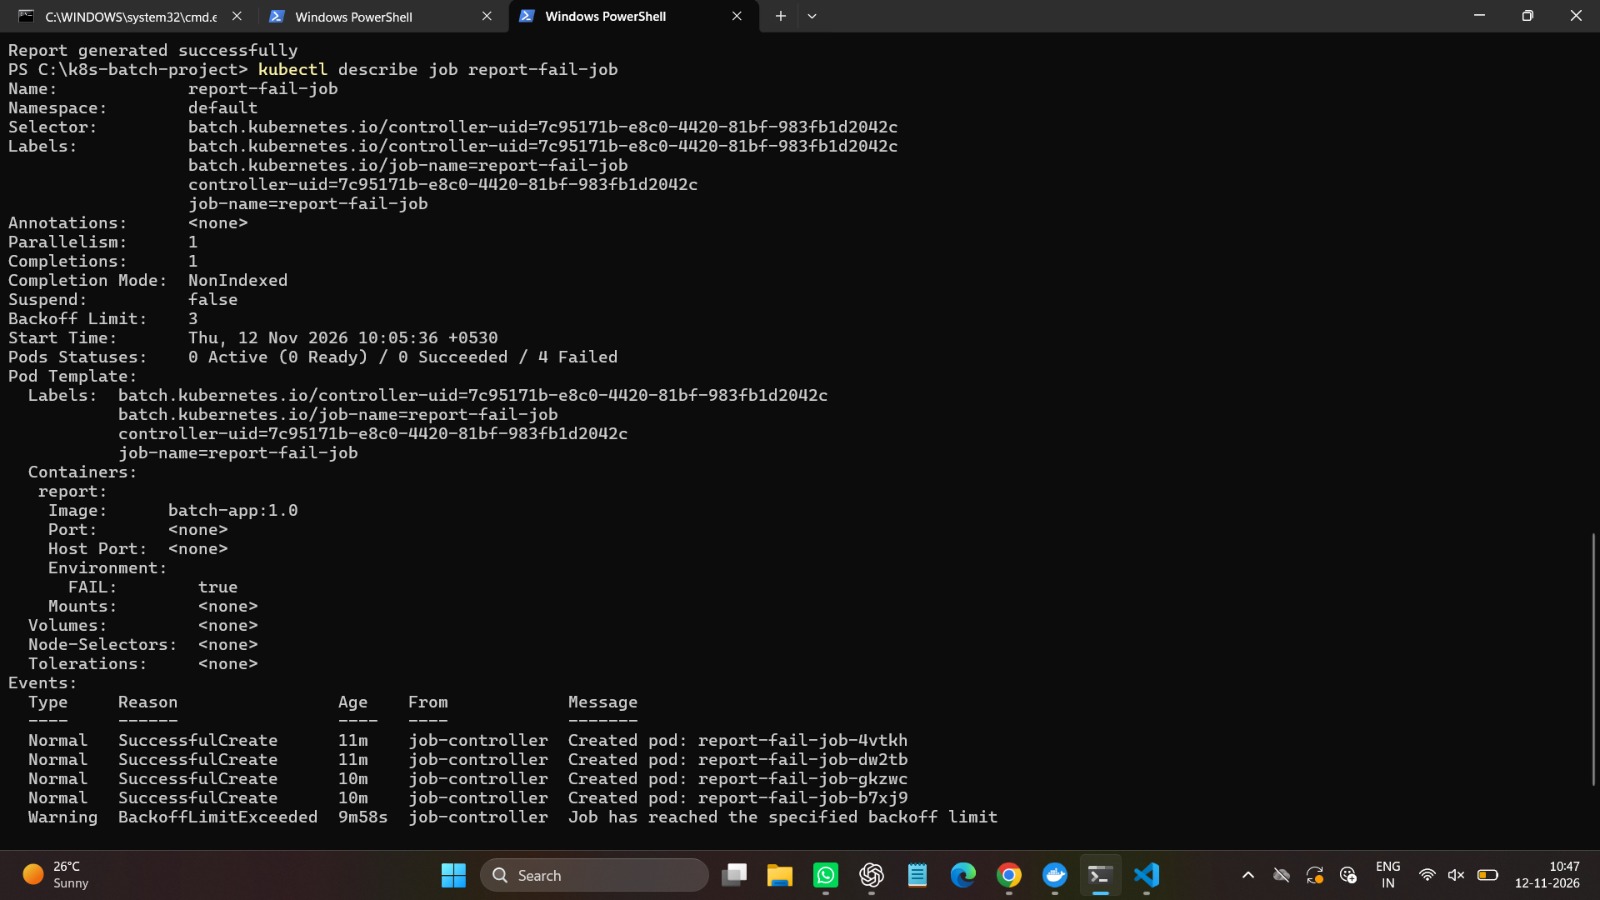 C:\WINDOWS\system32\cmd.e
Windows PowerShell
Windows PowerShell
Report generated successfully
PS C:\k8s-batch-project> kubectl describe job report-fail-job
Name:             report-fail-job
Namespace:        default
Selector:         batch.kubernetes.io/controller-uid=7c95171b-e8c0-4420-81bf-983fb1d2042c
Labels:           batch.kubernetes.io/controller-uid=7c95171b-e8c0-4420-81bf-983fb1d2042c
batch.kubernetes.io/job-name=report-fail-job
controller-uid=7c95171b-e8c0-4420-81bf-983fb1d2042c
job-name=report-fail-job
Annotations:      <none>
Parallelism:      1
Completions:      1
Completion Mode:  NonIndexed
Suspend:          false
Backoff Limit:    3
Start Time:       Thu, 12 Nov 2026 10:05:36 +0530
Pods Statuses:    0 Active (0 Ready) / 0 Succeeded / 4 Failed
Pod Template:
Labels:  batch.kubernetes.io/controller-uid=7c95171b-e8c0-4420-81bf-983fb1d2042c
batch.kubernetes.io/job-name=report-fail-job
controller-uid=7c95171b-e8c0-4420-81bf-983fb1d2042c
job-name=report-fail-job
Containers:
report:
Image:      batch-app:1.0
Port:       <none>
Host Port:  <none>
Environment:
FAIL:        true
Mounts:        <none>
Volumes:         <none>
Node-Selectors:  <none>
Tolerations:     <none>
Events:
Type     Reason                Age    From            Message
----     ------                ----   ----            -------
Normal   SuccessfulCreate      11m    job-controller  Created pod: report-fail-job-4vtkh
Normal   SuccessfulCreate      11m    job-controller  Created pod: report-fail-job-dw2tb
Normal   SuccessfulCreate      10m    job-controller  Created pod: report-fail-job-gkzwc
Normal   SuccessfulCreate      10m    job-controller  Created pod: report-fail-job-b7xj9
Warning  BackoffLimitExceeded  9m58s  job-controller  Job has reached the specified backoff limit
26°C
Sunny
Search
ENG
IN
10:47
12-11-2026